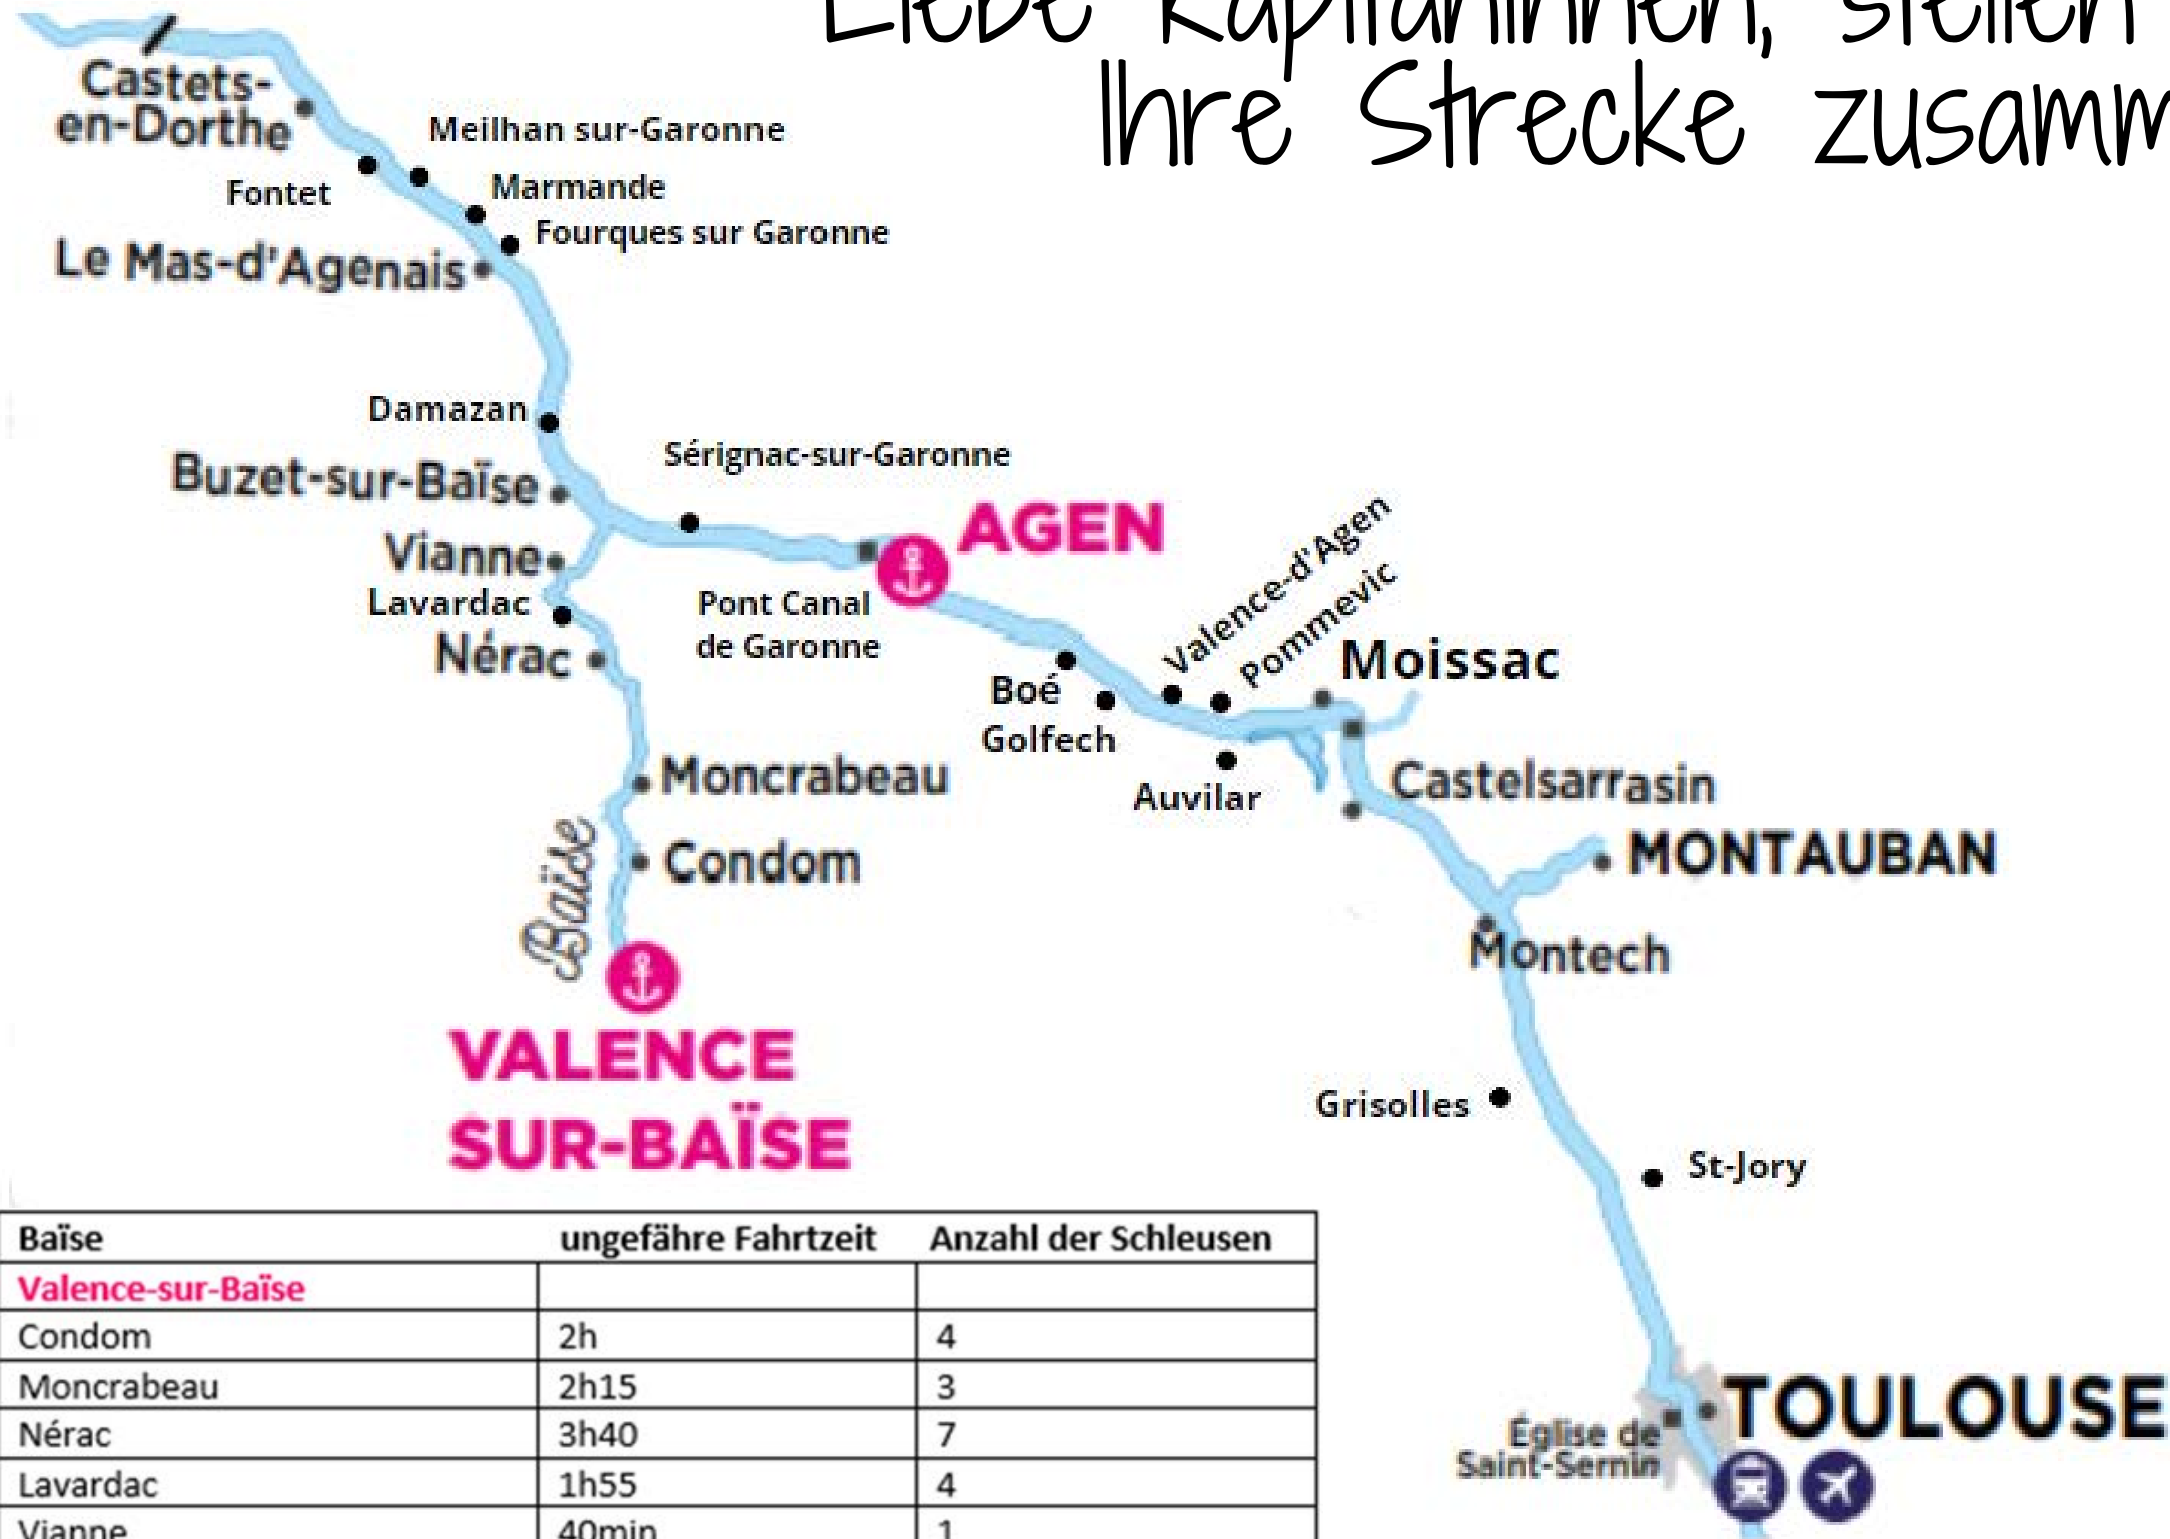 Liebe Kapitäninnen, stellen
Ihre Strecke zusamm
Castets-
en-Dorthe
Meilhan sur-Garonne
Fontet
Marmande
Fourques sur Garonne
Le Mas-d'Agenais
Damazan
Sérignac-sur-Garonne
Buzet-sur-Baïse
AGEN
Vianne
Valence-d'Agen
Pommevic
Lavardac
Pont Canal
de Garonne
Nérac
Moissac
Boé
Golfech
Auvilar
Castelsarrasin
Moncrabeau
MONTAUBAN
Condom
Baïse
Montech
VALENCE
SUR-BAÏSE
Grisolles
St-Jory
TOULOUSE
Église de
Saint-Sernin
Baïse ungefähre Fahrtzeit Anzahl der Schleusen
Valence-sur-Baïse
Condom 2h 4
Moncrabeau 2h15 3
Nérac 3h40 7
Lavardac 1h55 4
Vianne 40min 1